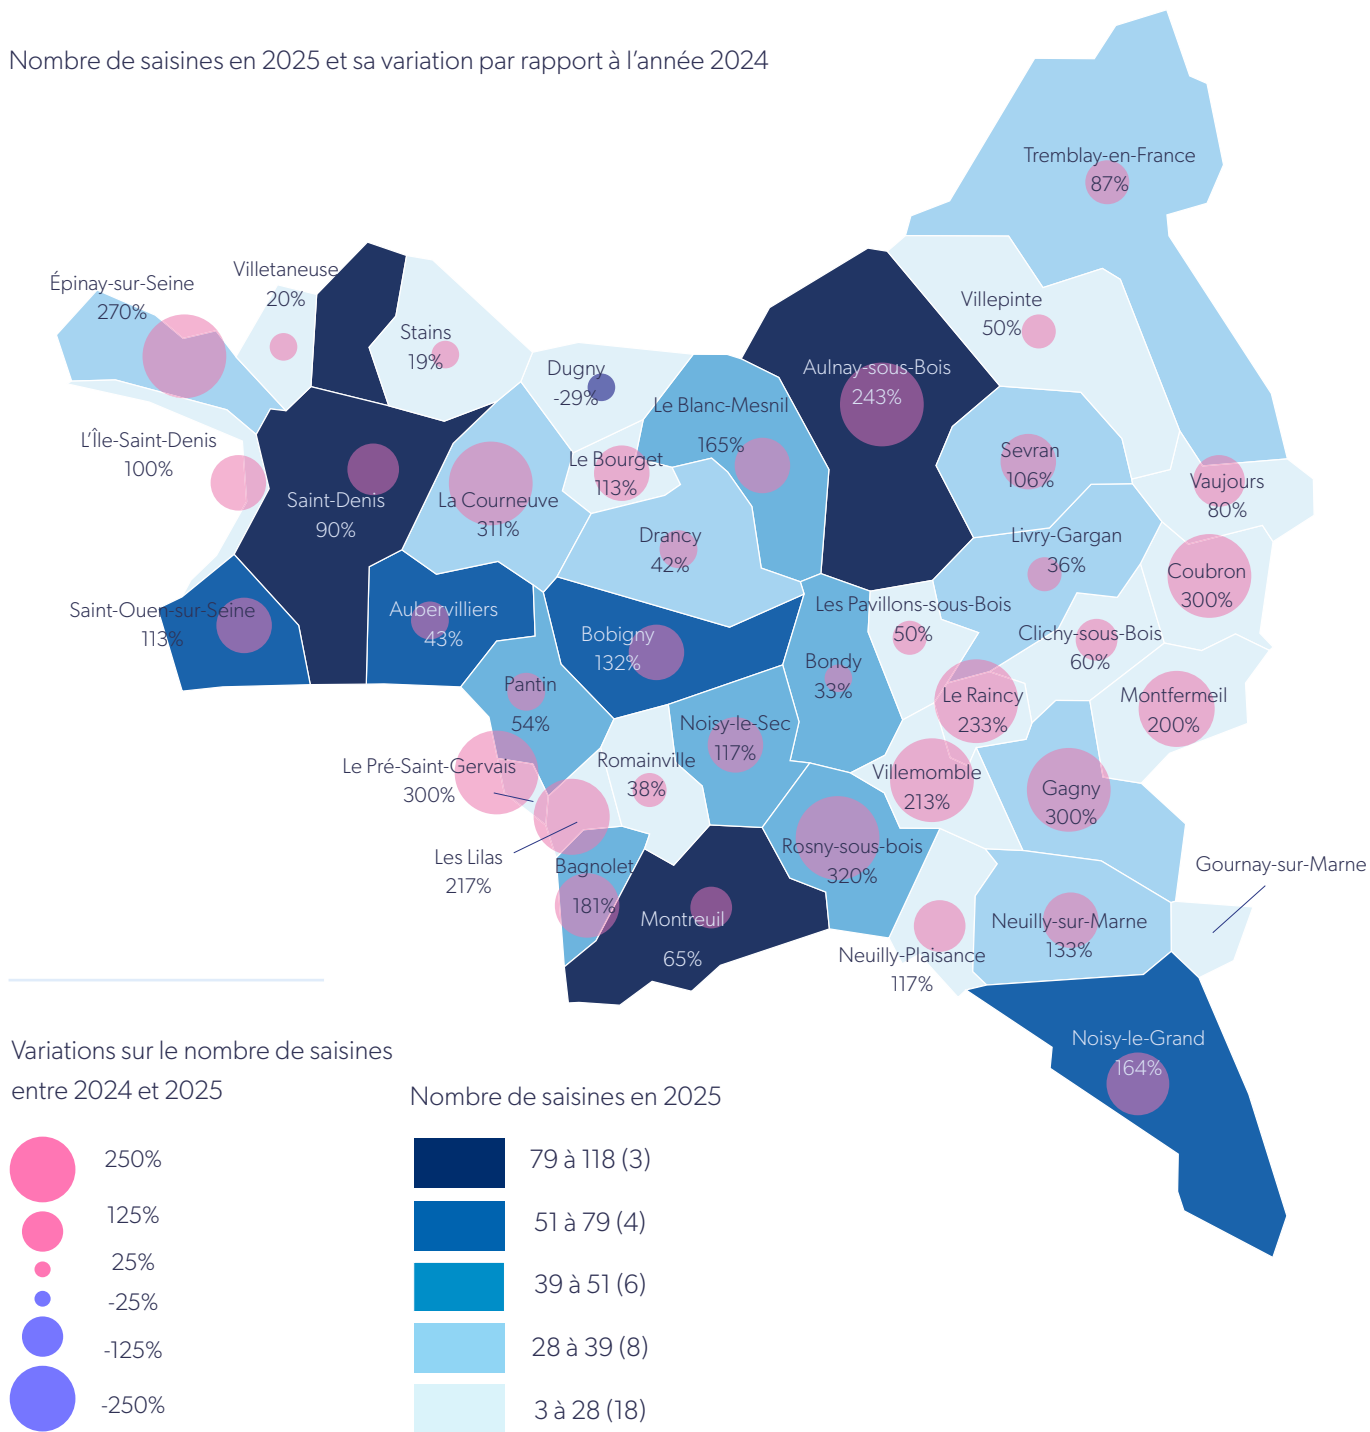 Nombre de saisines en 2025 et sa variation par rapport à l'année 2024
Tremblay-en-France
87%
Villetaneuse
20%
Épinay-sur-Seine
270%
Villepinte
50%
Stains
19%
Dugny
-29%
Aulnay-sous-Bois
243%
Le Blanc-Mesnil
165%
L'Île-Saint-Denis
100%
Le Bourget
113%
Sevran
106%
Vaujours
80%
Saint-Denis
90%
La Courneuve
311%
Drancy
42%
Livry-Gargan
36%
Coubron
300%
Saint-Ouen-sur-Seine
113%
Aubervilliers
43%
Bobigny
132%
Les Pavillons-sous-Bois
50%
Clichy-sous-Bois
60%
Bondy
33%
Pantin
54%
Le Raincy
233%
Montfermeil
200%
Noisy-le-Sec
117%
Le Pré-Saint-Gervais
300%
Romainville
38%
Villemomble
213%
Gagny
300%
Les Lilas
217%
Bagnolet
181%
Rosny-sous-bois
320%
Gournay-sur-Marne
Montreuil
65%
Neuilly-sur-Marne
133%
Neuilly-Plaisance
117%
Noisy-le-Grand
164%
Variations sur le nombre de saisines
entre 2024 et 2025
250%
125%
25%
-25%
-125%
-250%
Nombre de saisines en 2025
79 à 118 (3)
51 à 79 (4)
39 à 51 (6)
28 à 39 (8)
3 à 28 (18)